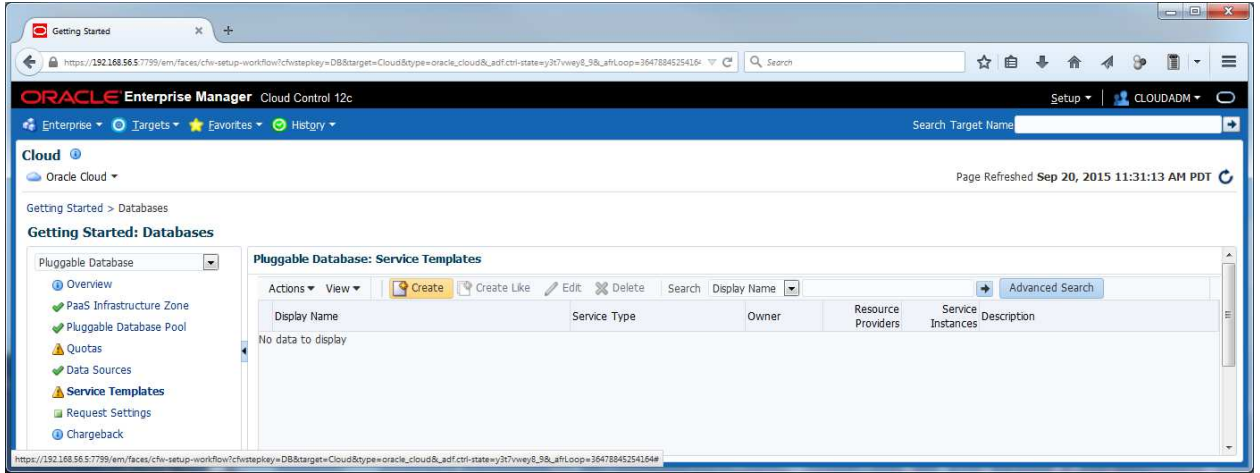 Getting Started
https://192.168.56.5:7799/em/faces/cfw-setup-workflow?cfwstepkey=DB&target=Cloud&type=oracle_cloud&_adf.ctrl-state=y3t7vwey8_9&_afrLoop=3647884525416 Search
ORACLE Enterprise Manager Cloud Control 12c Setup CLOUDADM
Enterprise Targets Favorites History Search Target Name
Cloud
Oracle Cloud Page Refreshed Sep 20, 2015 11:31:13 AM PDT
Getting Started > Databases
Getting Started: Databases
Pluggable Database
Overview
PaaS Infrastructure Zone
Pluggable Database Pool
Quotas
Data Sources
Service Templates
Request Settings
Chargeback
Pluggable Database: Service Templates
Actions View Create Create Like Edit Delete Search Display Name Advanced Search
Display Name Service Type Owner Resource Providers Service Instances Description
No data to display
https://192.168.56.5:7799/em/faces/cfw-setup-workflow?cfwstepkey=DB&target=Cloud&type=oracle_cloud&_adf.ctrl-state=y3t7vwey8_9&_afrLoop=36478845254164#